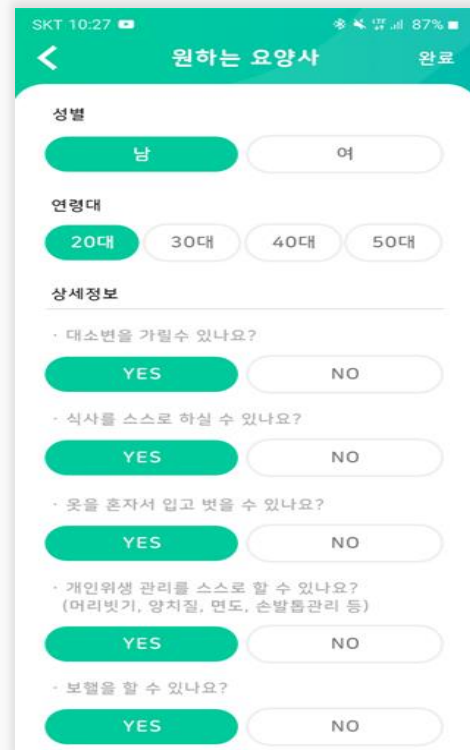 SKT 10:27
87%
원하는 요양사
완료
성별
남
여
연령대
20대
30대
40대
50대
상세정보
· 대소변을 가릴수 있나요?
YES
NO
· 식사를 스스로 하실 수 있나요?
YES
NO
· 옷을 혼자서 입고 벗을 수 있나요?
YES
NO
· 개인위생 관리를 스스로 할 수 있나요?
(머리빗기, 양치질, 면도, 손발톱관리 등)
YES
NO
· 보행을 할 수 있나요?
YES
NO